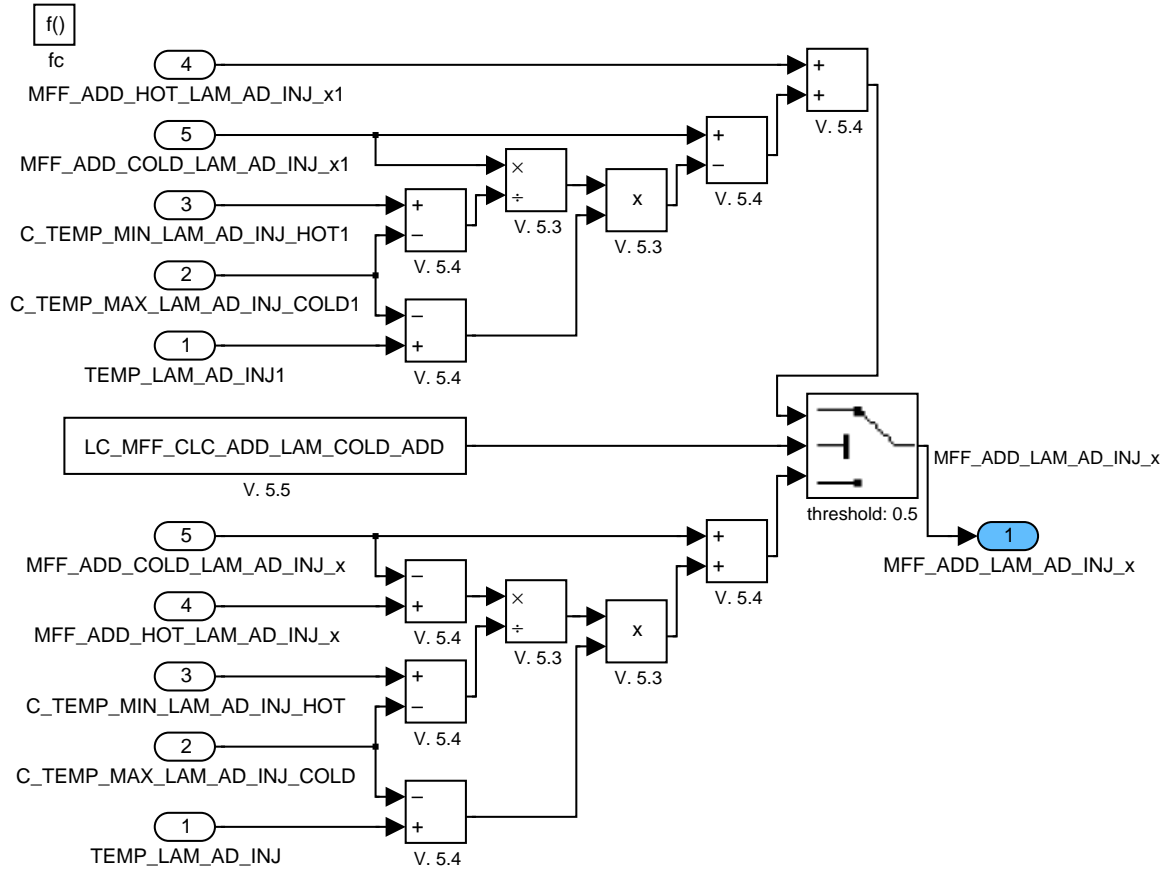 f()
fc
4
MFF_ADD_HOT_LAM_AD_INJ_x1
+
+
V. 5.4
5
MFF_ADD_COLD_LAM_AD_INJ_x1
+
−
V. 5.4
×
÷
V. 5.3
x
V. 5.3
3
C_TEMP_MIN_LAM_AD_INJ_HOT1
+
−
V. 5.4
2
C_TEMP_MAX_LAM_AD_INJ_COLD1
−
+
V. 5.4
1
TEMP_LAM_AD_INJ1
LC_MFF_CLC_ADD_LAM_COLD_ADD
V. 5.5
MFF_ADD_LAM_AD_INJ_x
threshold: 0.5
1
MFF_ADD_LAM_AD_INJ_x
5
MFF_ADD_COLD_LAM_AD_INJ_x
+
+
V. 5.4
−
+
V. 5.4
4
MFF_ADD_HOT_LAM_AD_INJ_x
×
÷
V. 5.3
x
V. 5.3
3
C_TEMP_MIN_LAM_AD_INJ_HOT
+
−
V. 5.4
2
C_TEMP_MAX_LAM_AD_INJ_COLD
−
+
V. 5.4
1
TEMP_LAM_AD_INJ